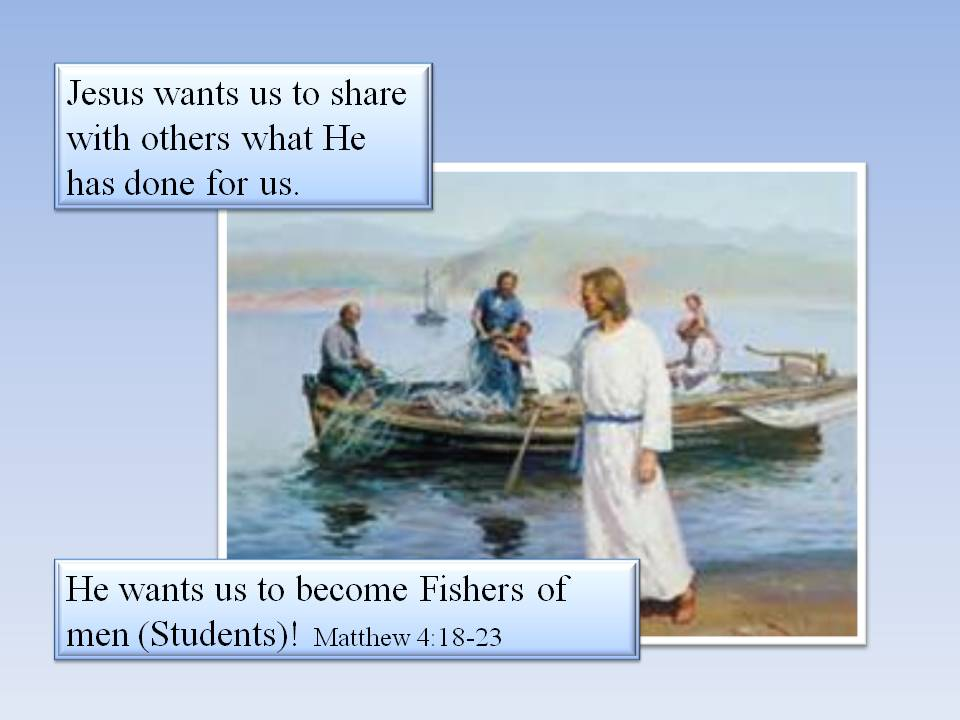 Jesus wants us to share
with others what He
has done for us.
He wants us to become Fishers of
men (Students)! Matthew 4:18-23